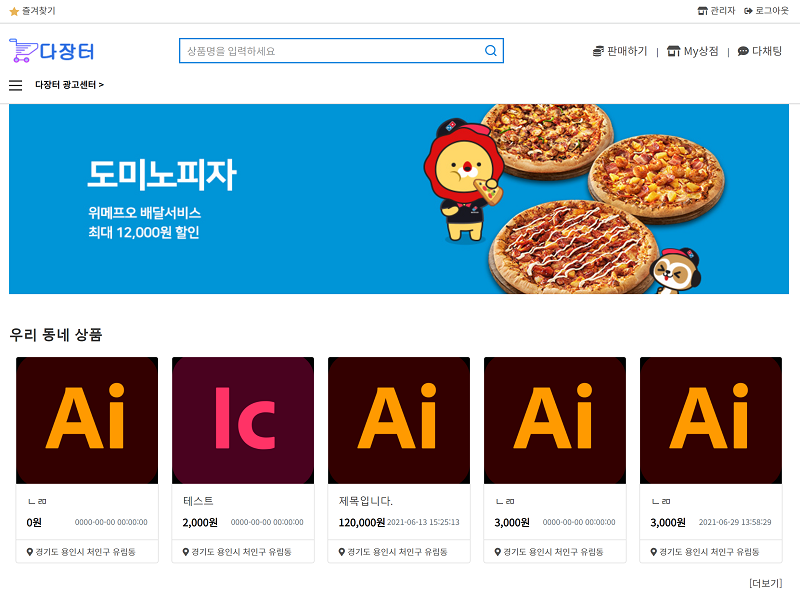 즐겨찾기
관리자 로그아웃
다장터
상품명을 입력하세요
판매하기 | My상점 | 다채팅
다장터 광고센터 >
도미노피자
위메프오 배달서비스
최대 12,000원 할인
우리 동네 상품
Ai
Ic
Ai
Ai
Ai
ㄴㄻ
0원 0000-00-00 00:00:00
경기도 용인시 처인구 유림동
테스트
2,000원 0000-00-00 00:00:00
경기도 용인시 처인구 유림동
제목입니다.
120,000원 2021-06-13 15:25:13
경기도 용인시 처인구 유림동
ㄴㄻ
3,000원 0000-00-00 00:00:00
경기도 용인시 처인구 유림동
ㄴㄻ
3,000원 2021-06-29 13:58:29
경기도 용인시 처인구 유림동
[더보기]